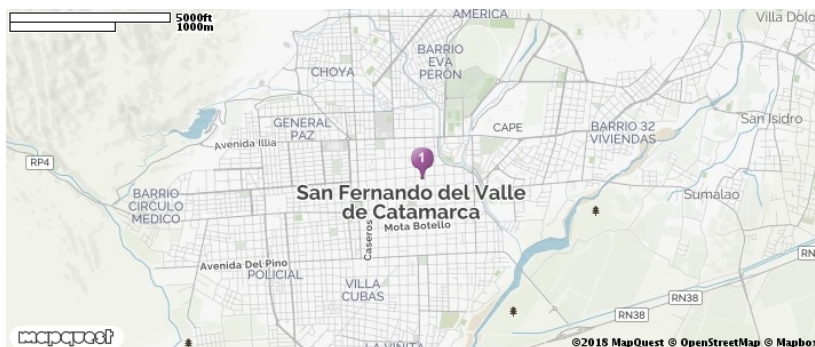 5000ft
1000m
AMERICA
Villa Dolo
CHOYA
BARRIO
EVA
PERÓN
GENERAL
PAZ
CAPE
BARRIO 32
VIVIENDAS
San Isidro
Avenida Illia
1
RP4
BARRIO
CIRCULO
MEDICO
San Fernando del Valle
de Catamarca
Sumalao
Caseros
Mota Botello
Avenida Del Pino
POLICIAL
RN
VILLA
CUBAS
RN38
RN38
LA VINITA
mapquest
©2018 MapQuest © OpenStreetMap © Mapbox